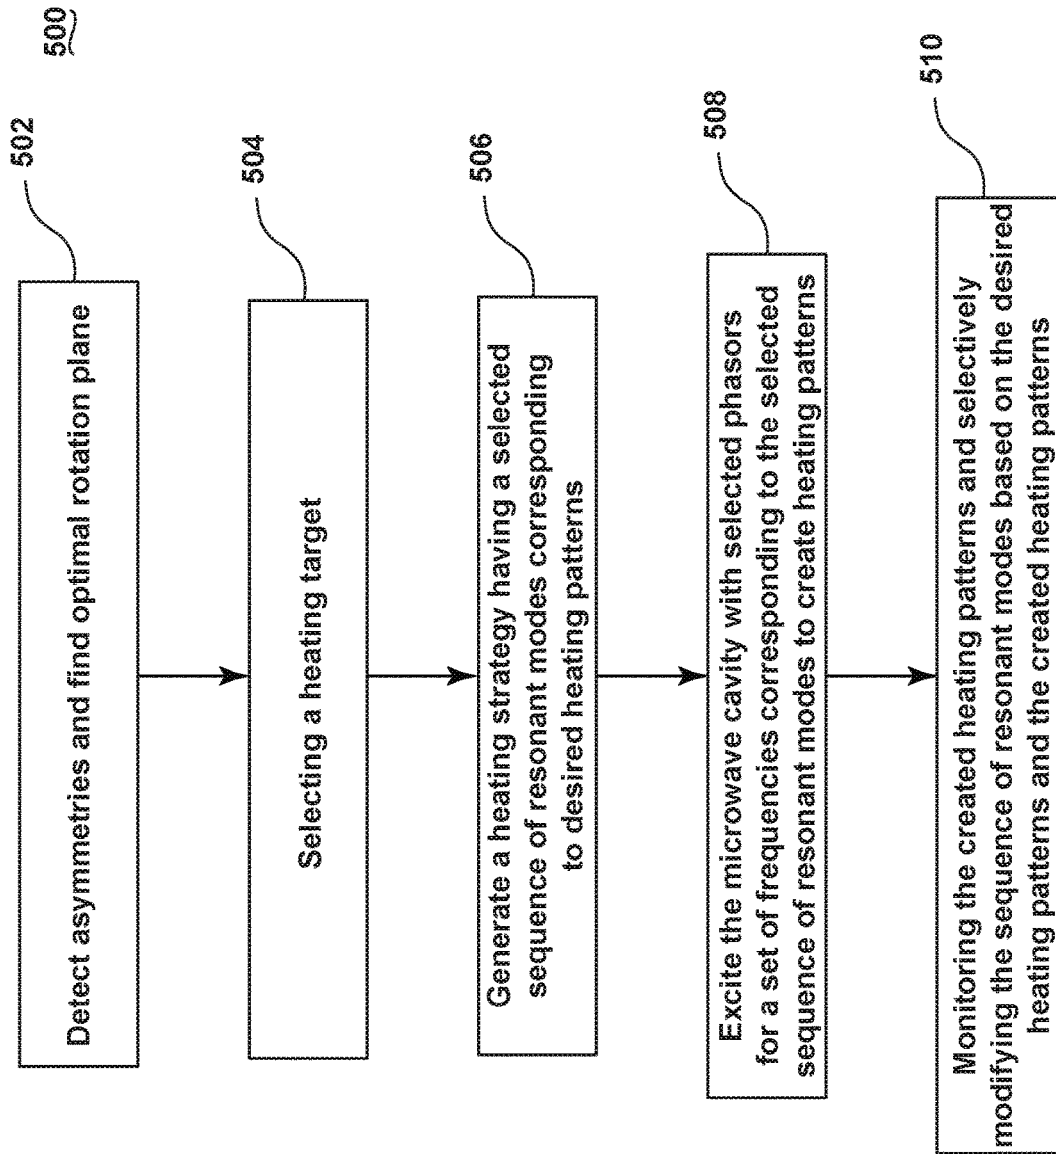 500
502
Detect asymmetries and find optimal rotation plane
504
Selecting a heating target
506
Generate a heating strategy having a selected
sequence of resonant modes corresponding
to desired heating patterns
508
Excite the microwave cavity with selected phasors
for a set of frequencies corresponding to the selected
sequence of resonant modes to create heating patterns
510
Monitoring the created heating patterns and selectively
modifying the sequence of resonant modes based on the desired
heating patterns and the created heating patterns